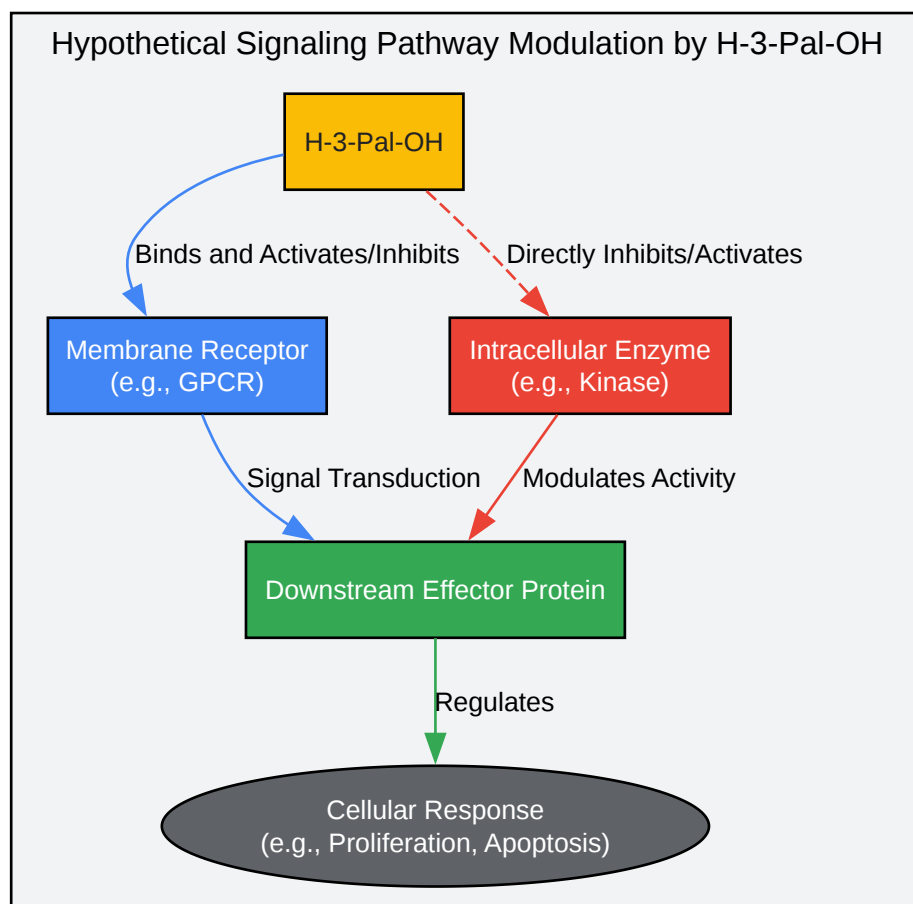 Hypothetical Signaling Pathway Modulation by H-3-Pal-OH
H-3-Pal-OH
Binds and Activates/Inhibits
Directly Inhibits/Activates
Membrane Receptor
(e.g., GPCR)
Intracellular Enzyme
(e.g., Kinase)
Signal Transduction
Modulates Activity
Downstream Effector Protein
Regulates
Cellular Response
(e.g., Proliferation, Apoptosis)